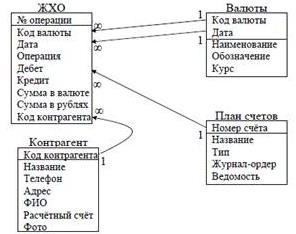 ЖХО
№ операции
Код валюты
Дата
Операция
Дебет
Кредит
Сумма в валюте
Сумма в рублях
Код контрагента
∞
∞
∞
∞
Валюты
Код валюты
Дата
Наименование
Обозначение
Курс
1
1
План счетов
Номер счёта
Название
Тип
Журнал-ордер
Ведомость
1
Контрагент
Код контрагента
Название
Телефон
Адрес
ФИО
Расчётный счёт
Фото
1